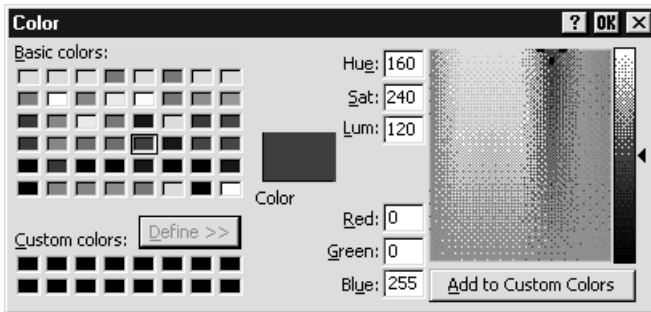 Color ? OK ×
Basic colors:
Hue: 160
Sat: 240
Lum: 120
Color
Red: 0
Define >>
Custom colors:
Green: 0
Blue: 255
Add to Custom Colors